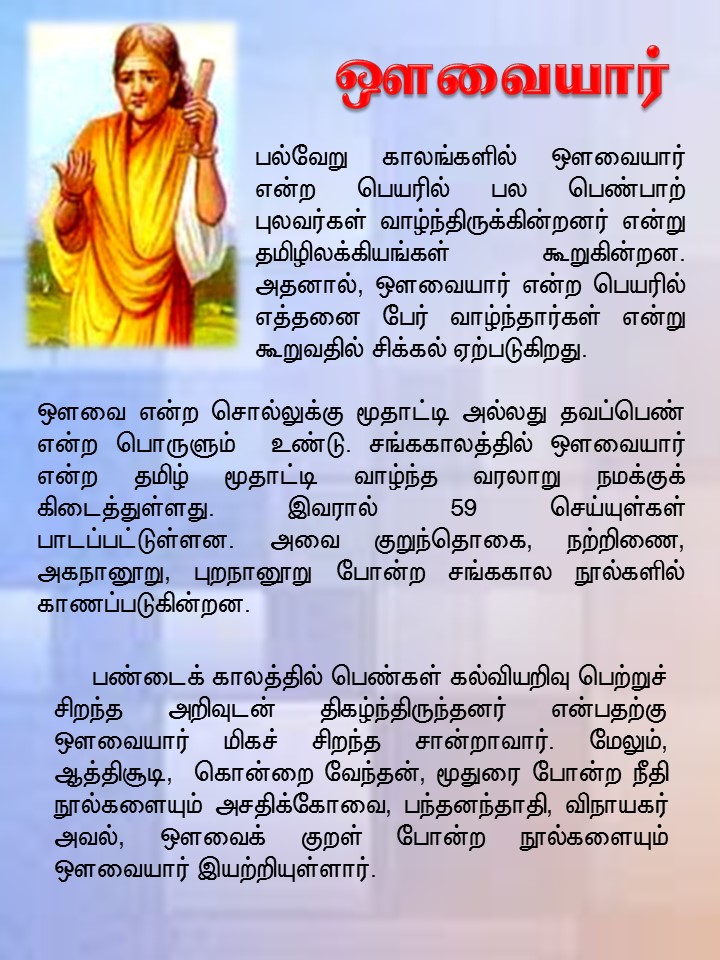 ஔவையார்
பல்வேறு காலங்களில் ஔவையார்
என்ற பெயரில் பல பெண்பாற்
புலவர்கள் வாழ்ந்திருக்கின்றனர் என்று
தமிழிலக்கியங்கள் கூறுகின்றன.
அதனால், ஔவையார் என்ற பெயரில்
எத்தனை பேர் வாழ்ந்தார்கள் என்று
கூறுவதில் சிக்கல் ஏற்படுகிறது.
ஔவை என்ற சொல்லுக்கு மூதாட்டி அல்லது தவப்பெண்
என்ற பொருளும் உண்டு. சங்ககாலத்தில் ஔவையார்
என்ற தமிழ் மூதாட்டி வாழ்ந்த வரலாறு நமக்குக்
கிடைத்துள்ளது. இவரால் 59 செய்யுள்கள்
பாடப்பட்டுள்ளன. அவை குறுந்தொகை, நற்றிணை,
அகநானூறு, புறநானூறு போன்ற சங்ககால நூல்களில்
காணப்படுகின்றன.
பண்டைக் காலத்தில் பெண்கள் கல்வியறிவு பெற்றுச்
சிறந்த அறிவுடன் திகழ்ந்திருந்தனர் என்பதற்கு
ஔவையார் மிகச் சிறந்த சான்றாவார். மேலும்,
ஆத்திசூடி, கொன்றை வேந்தன், மூதுரை போன்ற நீதி
நூல்களையும் அசதிக்கோவை, பந்தனந்தாதி, விநாயகர்
அவல், ஔவைக் குறள் போன்ற நூல்களையும்
ஔவையார் இயற்றியுள்ளார்.